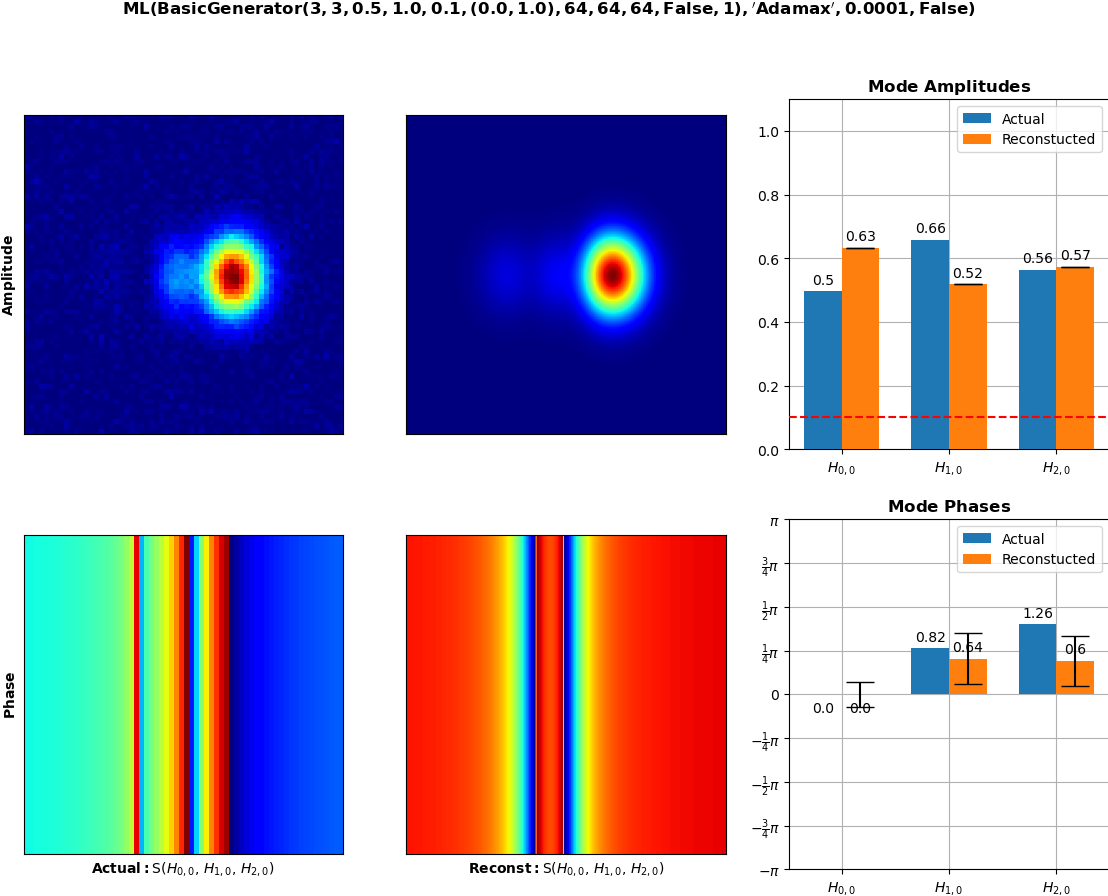 ML(BasicGenerator(3, 3, 0.5, 1.0, 0.1, (0.0, 1.0), 64, 64, 64, False, 1), ′Adamax′, 0.0001, False)
Amplitude
Mode Amplitudes
Actual
Reconstucted
1.0
0.8
0.6
0.4
0.2
0.0
0.5
0.63
0.66
0.52
0.56
0.57
H0,0
H1,0
H2,0
Phase
Actual: S(H0,0, H1,0, H2,0)
Reconst: S(H0,0, H1,0, H2,0)
Mode Phases
Actual
Reconstucted
π
3/4π
1/2π
1/4π
0
−1/4π
−1/2π
−3/4π
−π
0.0
0.0
0.82
0.64
1.26
0.6
H0,0
H1,0
H2,0